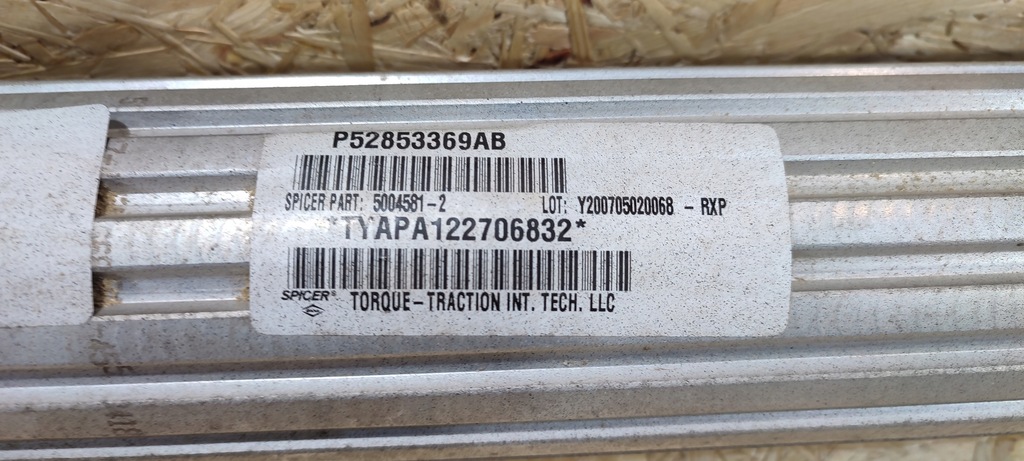 P52853369AB
SPICER PART: 5004581-2 LOT: Y200705020068 - RXP
*TYAPA122706832*
SPICER® TORQUE-TRACTION INT. TECH. LLC